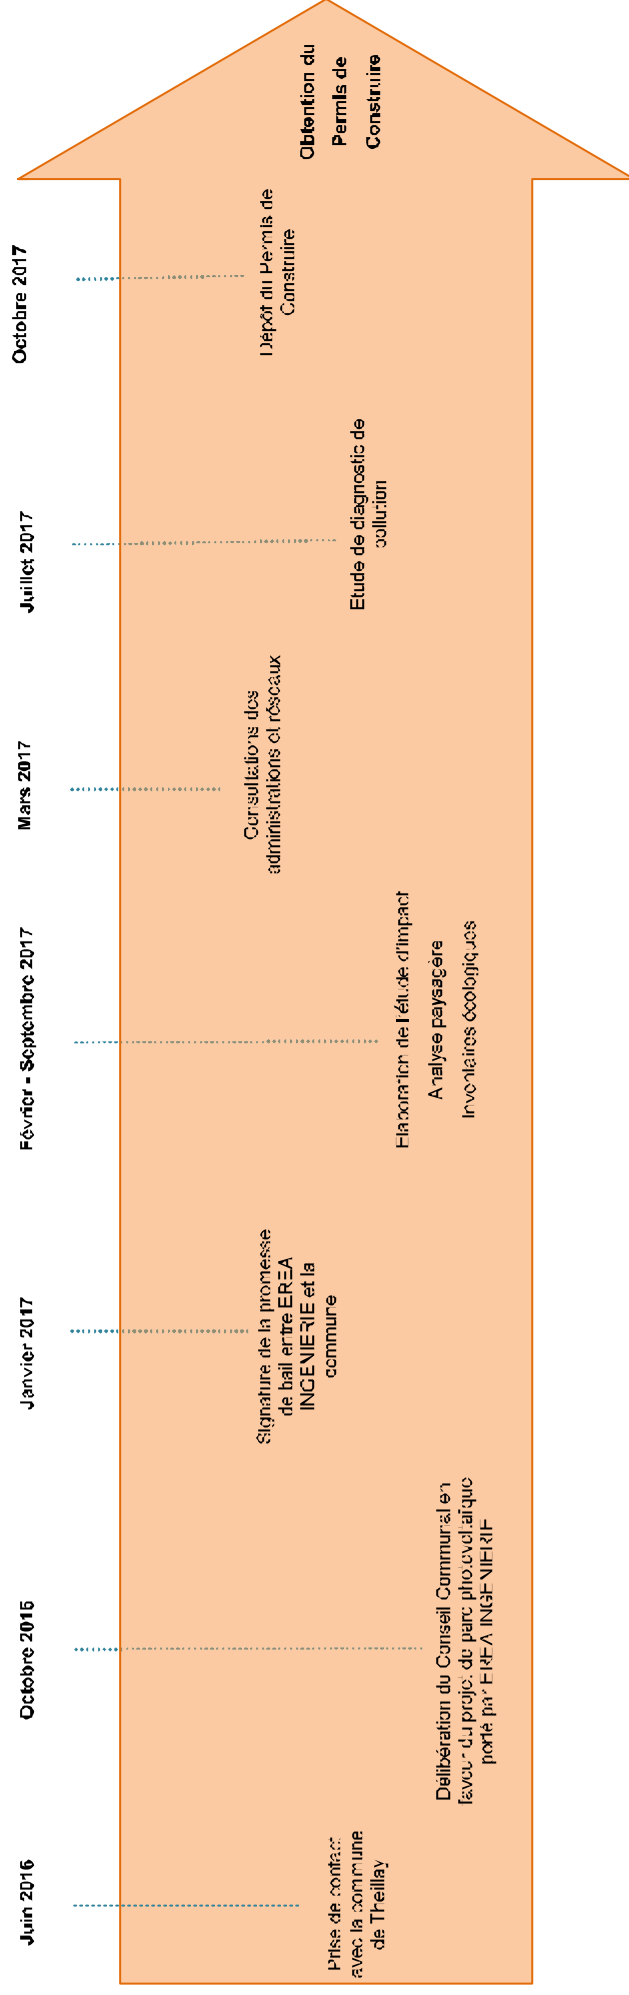 Juin 2016
Prise de contact
avec la commune
de Theillay
Octobre 2016
Délibération du Conseil Communal en
faveur du projet de parc photovoltaïque
porté par EREA INGENIERIE
Janvier 2017
Signature de la promesse
de bail entre EREA
INGENIERIE et la
commune
Février - Septembre 2017
Elaboration de l'étude d'impact
Analyse paysagère
Inventaires écologiques
Mars 2017
Consultations des
administrations et réseaux
Juillet 2017
Etude de diagnostic de
pollution
Octobre 2017
Dépôt du Permis de
Construire
Obtention du
Permis de
Construire